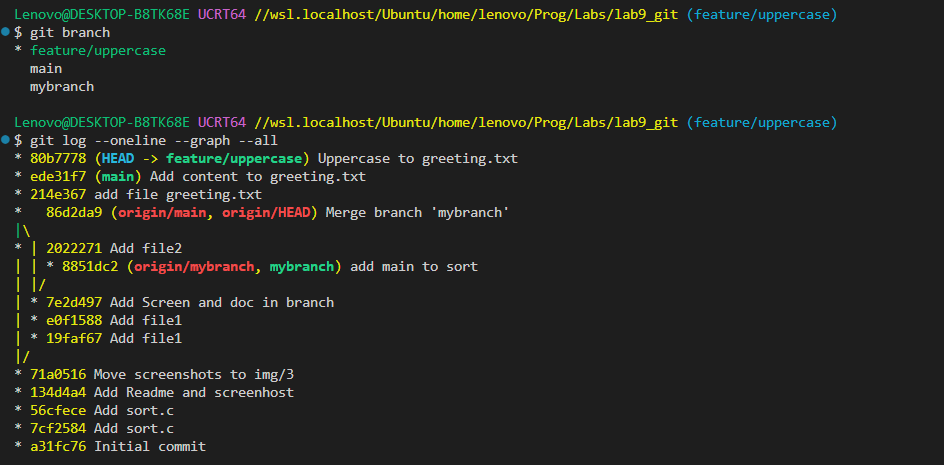 Lenovo@DESKTOP-B8TK68E UCRT64 //wsl.localhost/Ubuntu/home/lenovo/Prog/Labs/lab9_git (feature/uppercase)
$ git branch
* feature/uppercase
  main
  mybranch

Lenovo@DESKTOP-B8TK68E UCRT64 //wsl.localhost/Ubuntu/home/lenovo/Prog/Labs/lab9_git (feature/uppercase)
$ git log --oneline --graph --all
* 80b7778 (HEAD -> feature/uppercase) Uppercase to greeting.txt
* ede31f7 (main) Add content to greeting.txt
* 214e367 add file greeting.txt
*   86d2da9 (origin/main, origin/HEAD) Merge branch 'mybranch'
|\
* | 2022271 Add file2
| | * 8851dc2 (origin/mybranch, mybranch) add main to sort
| |/
| * 7e2d497 Add Screen and doc in branch
| * e0f1588 Add file1
| * 19faf67 Add file1
|/
* 71a0516 Move screenshots to img/3
* 134d4a4 Add Readme and screenhost
* 56cfece Add sort.c
* 7cf2584 Add sort.c
* a31fc76 Initial commit